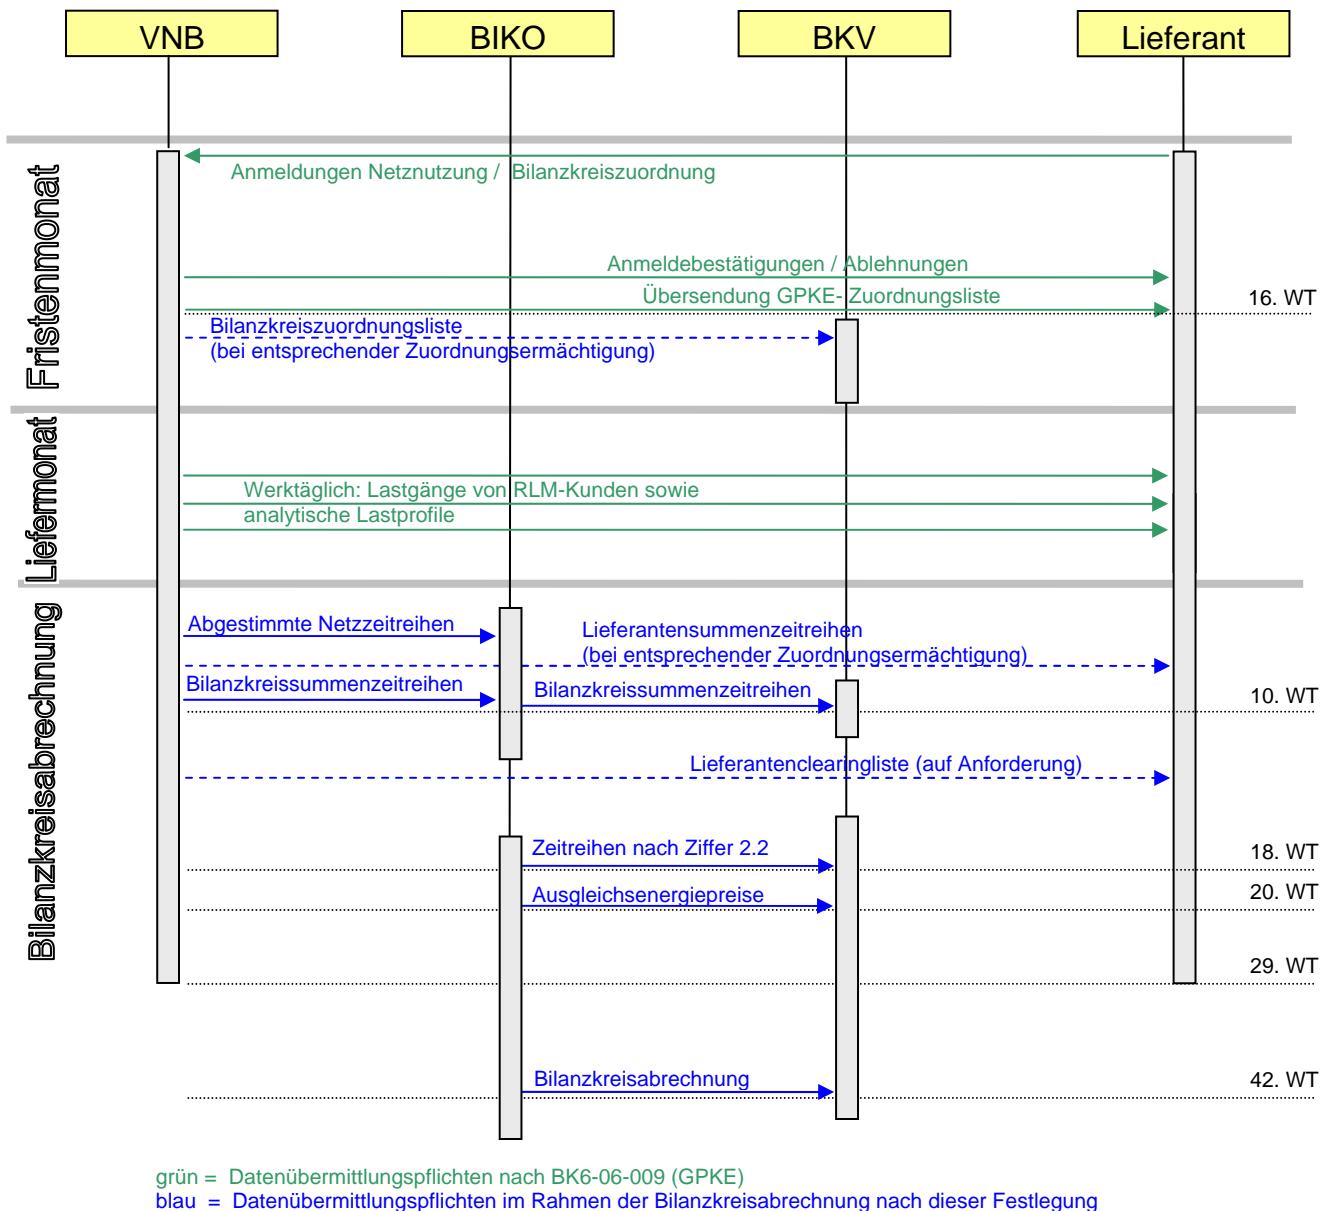 VNB
BIKO
BKV
Lieferant
Fristenmonat
Anmeldungen Netznutzung / Bilanzkreiszuordnung
Anmeldebestätigungen / Ablehnungen
Übersendung GPKE- Zuordnungsliste
16. WT
Bilanzkreiszuordnungsliste
(bei entsprechender Zuordnungsermächtigung)
Liefermonat
Werktäglich: Lastgänge von RLM-Kunden sowie
analytische Lastprofile
Bilanzkreisabrechnung
Abgestimmte Netzzeitreihen
Lieferantensummenzeitreihen
(bei entsprechender Zuordnungsermächtigung)
Bilanzkreissummenzeitreihen
Bilanzkreissummenzeitreihen
10. WT
Lieferantenclearingliste (auf Anforderung)
Zeitreihen nach Ziffer 2.2
18. WT
Ausgleichsenergiepreise
20. WT
29. WT
Bilanzkreisabrechnung
42. WT
grün = Datenübermittlungspflichten nach BK6-06-009 (GPKE)
blau = Datenübermittlungspflichten im Rahmen der Bilanzkreisabrechnung nach dieser Festlegung